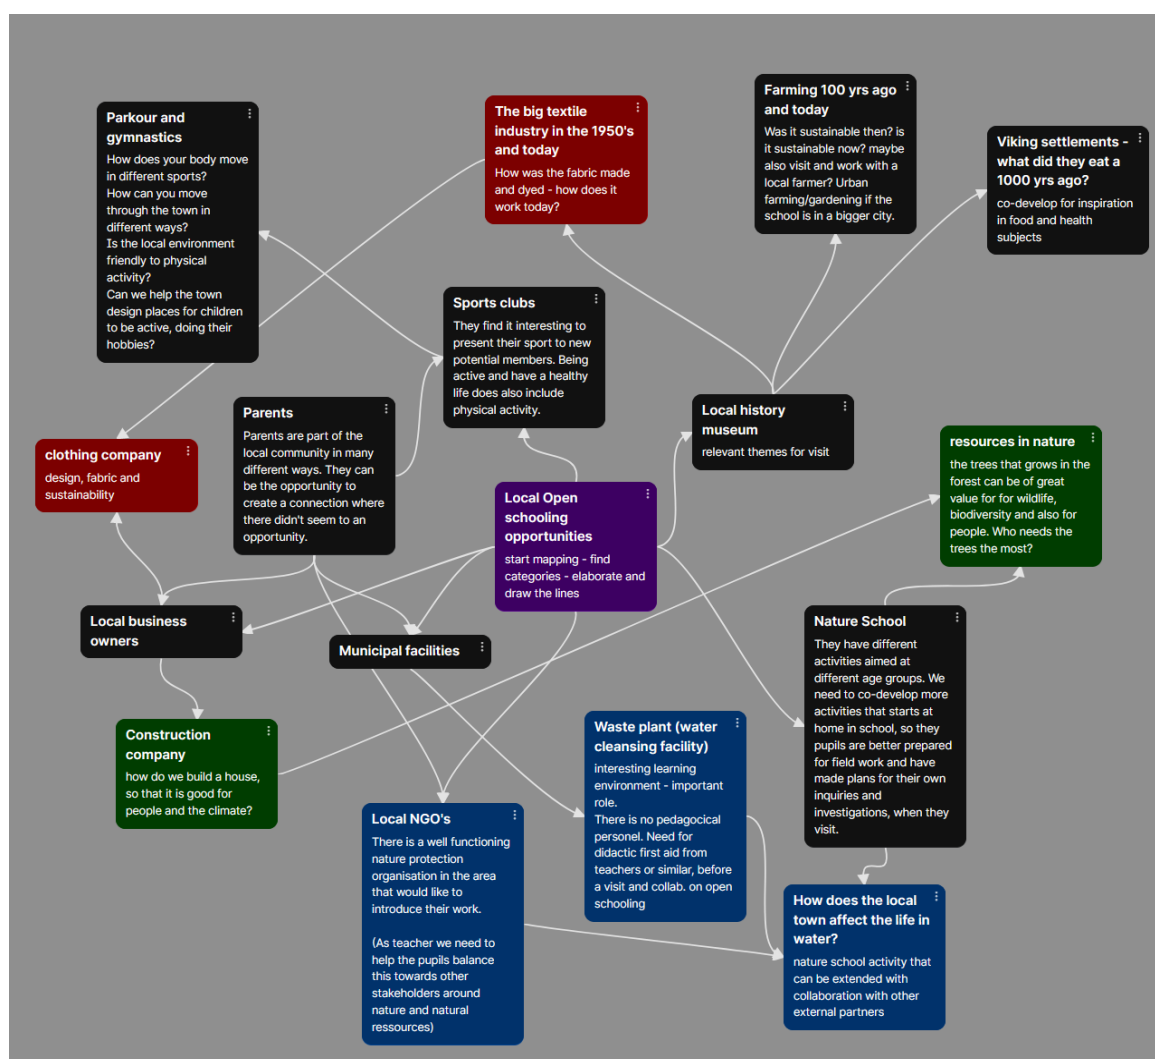 Parkour and
gymnastics
How does your body move
in different sports?
How can you move
through the town in
different ways?
Is the local environment
friendly to physical
activity?
Can we help the town
design places for children
to be active, doing their
hobbies?
The big textile
industry in the 1950's
and today
How was the fabric made
and dyed - how does it
work today?
Farming 100 yrs ago
and today
Was it sustainable then? is
it sustainable now? maybe
also visit and work with a
local farmer? Urban
farming/gardening if the
school is in a bigger city.
Viking settlements -
what did they eat a
1000 yrs ago?
co-develop for inspiration
in food and health
subjects
Sports clubs
They find it interesting to
present their sport to new
potential members. Being
active and have a healthy
life does also include
physical activity.
Parents
Parents are part of the
local community in many
different ways. They can
be the opportunity to
create a connection where
there didn't seem to an
opportunity.
Local history
museum
relevant themes for visit
clothing company
design, fabric and
sustainability
resources in nature
the trees that grows in the
forest can be of great
value for for wildlife,
biodiversity and also for
people. Who needs the
trees the most?
Local Open
schooling
opportunities
start mapping - find
categories - elaborate and
draw the lines
Local business
owners
Municipal facilities
Nature School
They have different
activities aimed at
different age groups. We
need to co-develop more
activities that starts at
home in school, so they
pupils are better prepared
for field work and have
made plans for their own
inquiries and
investigations, when they
visit.
Construction
company
how do we build a house,
so that it is good for
people and the climate?
Waste plant (water
cleansing facility)
interesting learning
environment - important
role.
There is no pedagocical
personel. Need for
didactic first aid from
teachers or similar, before
a visit and collab. on open
schooling
Local NGO's
There is a well functioning
nature protection
organisation in the area
that would like to
introduce their work.
(As teacher we need to
help the pupils balance
this towards other
stakeholders around
nature and natural
ressources)
How does the local
town affect the life in
water?
nature school activity that
can be extended with
collaboration with other
external partners